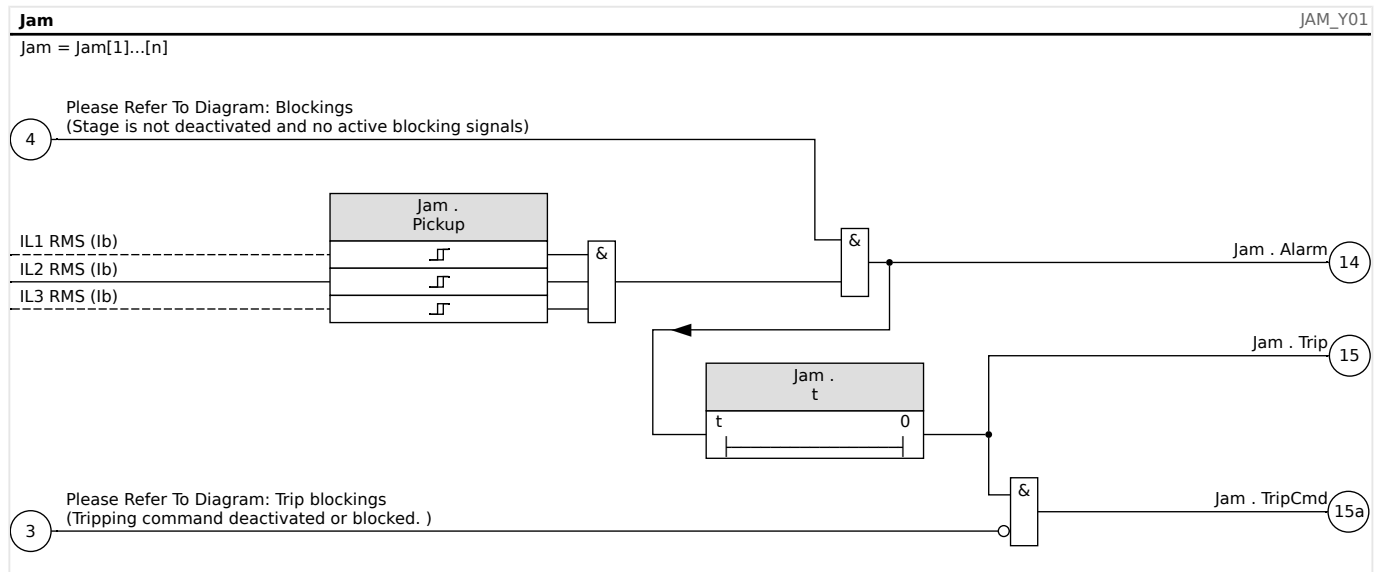 Jam
JAM_Y01
Jam = Jam[1]...[n]
Please Refer To Diagram: Blockings
(Stage is not deactivated and no active blocking signals)
4
Jam .
Pickup
IL1 RMS (Ib)
IL2 RMS (Ib)
IL3 RMS (Ib)
&
&
Jam . Alarm
14
Jam . Trip
15
Jam .
t
t
0
Please Refer To Diagram: Trip blockings
(Tripping command deactivated or blocked. )
3
&
Jam . TripCmd
15a